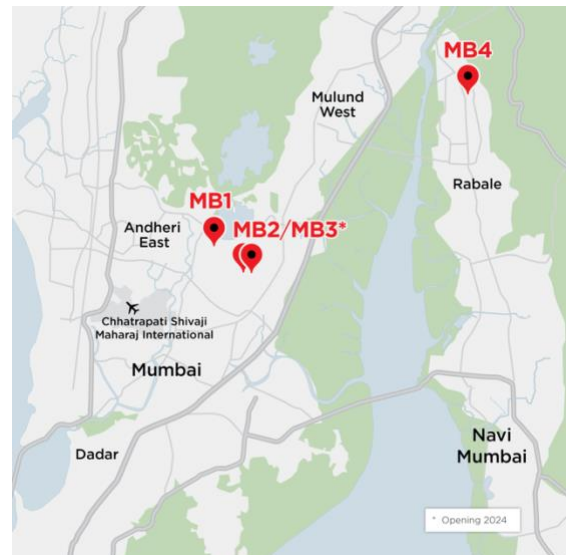 MB4
Mulund
West
Rabale
MB1
Andheri
East
MB2/MB3*
Chhatrapati Shivaji
Maharaj International
Mumbai
Dadar
Navi
Mumbai
* Opening 2024